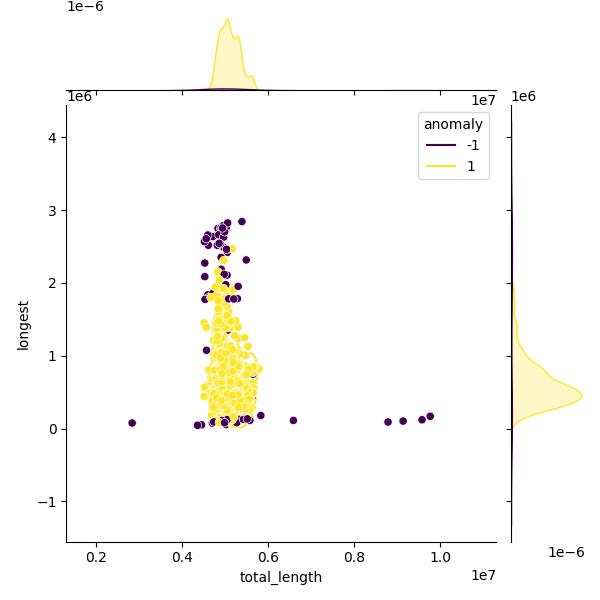 1e−6
1e6
1e7
1e6
anomaly
-1
1
4
3
2
1
0
−1
longest
0.2
0.4
0.6
0.8
1.0
1e−6
total_length
1e7